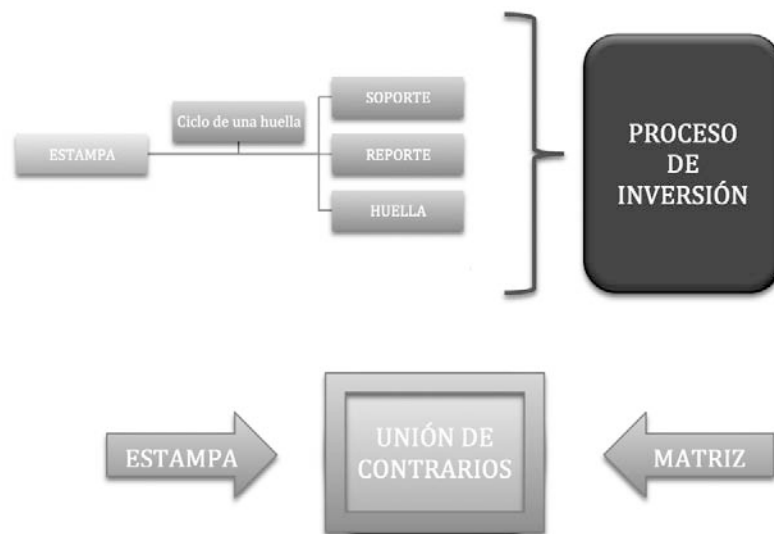 Ciclo de una huella
ESTAMPA
SOPORTE
REPORTE
HUELLA
PROCESO
DE
INVERSIÓN
ESTAMPA
UNIÓN DE
CONTRARIOS
MATRIZ